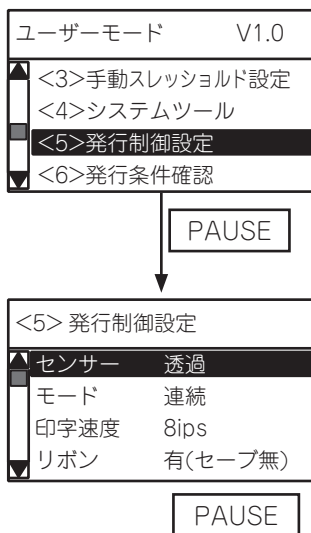 ユーザーモード V1.0
<3>手動スレッショルド設定
<4>システムツール
<5>発行制御設定
<6>発行条件確認
PAUSE
<5> 発行制御設定
センサー 透過
モード 連続
印字速度 8ips
リボン 有(セーブ無)
PAUSE